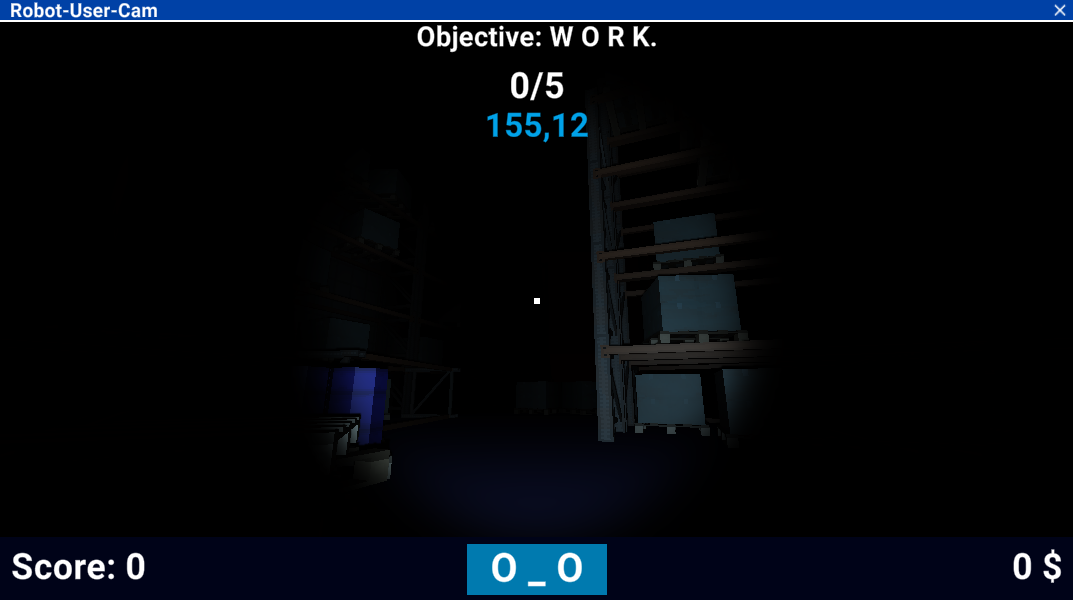 Robot-User-Cam
Objective: W O R K.
0/5
155,12
Score: 0
O _ O
0 $